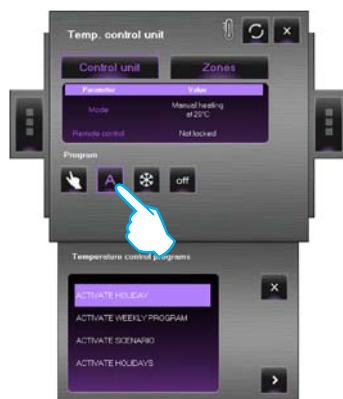 Temp. control unit
Control unit Zones
Parameter Value
Mode Manual heating
at 29°C
Remote control Not locked
Program
A off
Temperature control programs
ACTIVATE HOLIDAY
ACTIVATE WEEKLY PROGRAM
ACTIVATE SCENARIO
ACTIVATE HOLIDAYS